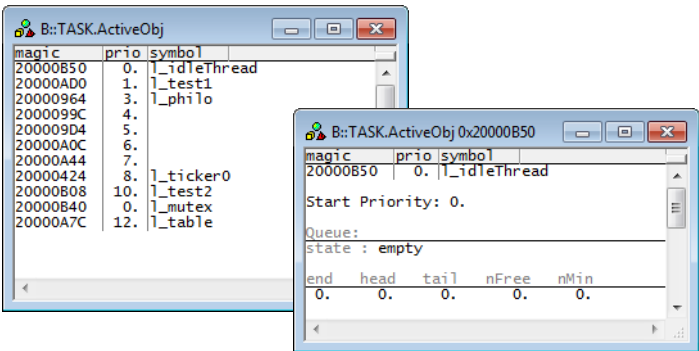 B::TASK.ActiveObj
magic prio symbol
20000B50 0. l_idleThread
20000AD0 1. l_test1
20000964 3. l_philo
2000099C 4.
200009D4 5.
20000A0C 6.
20000A44 7.
20000424 8. l_ticker0
20000B08 10. l_test2
20000B40 0. l_mutex
20000A7C 12. l_table
B::TASK.ActiveObj 0x20000B50
magic prio symbol
20000B50 0. l_idleThread
Start Priority: 0.
Queue:
state : empty
end head tail nFree nMin
0. 0. 0. 0. 0.